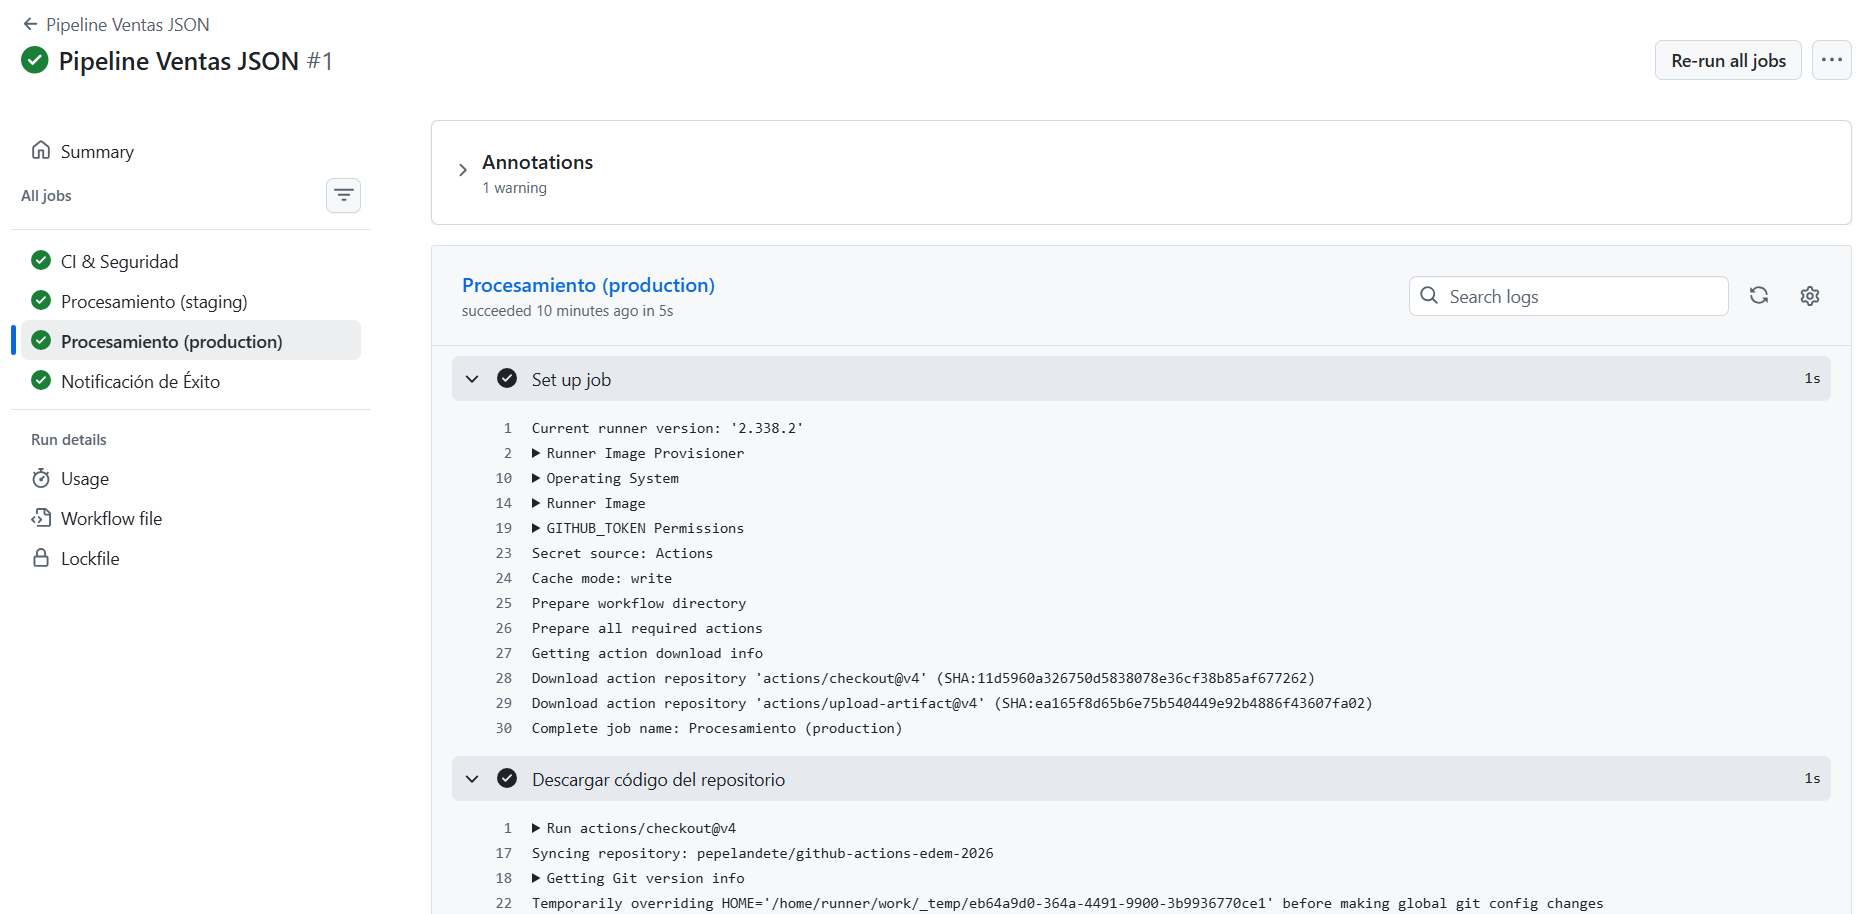 Pipeline Ventas JSON
Pipeline Ventas JSON #1
Re-run all jobs
Summary
All jobs
CI & Seguridad
Procesamiento (staging)
Procesamiento (production)
Notificación de Éxito
Run details
Usage
Workflow file
Lockfile
Annotations
1 warning
Procesamiento (production)
succeeded 10 minutes ago in 5s
Search logs
Set up job 1s
1 Current runner version: '2.338.2'
2 Runner Image Provisioner
10 Operating System
14 Runner Image
19 GITHUB_TOKEN Permissions
23 Secret source: Actions
24 Cache mode: write
25 Prepare workflow directory
26 Prepare all required actions
27 Getting action download info
28 Download action repository 'actions/checkout@v4' (SHA:11d5960a326750d5838078e36cf38b85af677262)
29 Download action repository 'actions/upload-artifact@v4' (SHA:ea165f8d65b6e75b540449e92b4886f43607fa02)
30 Complete job name: Procesamiento (production)
Descargar código del repositorio 1s
1 Run actions/checkout@v4
17 Syncing repository: pepelandete/github-actions-edem-2026
18 Getting Git version info
22 Temporarily overriding HOME='/home/runner/work/_temp/eb64a9d0-364a-4491-9900-3b9936770ce1' before making global git config changes